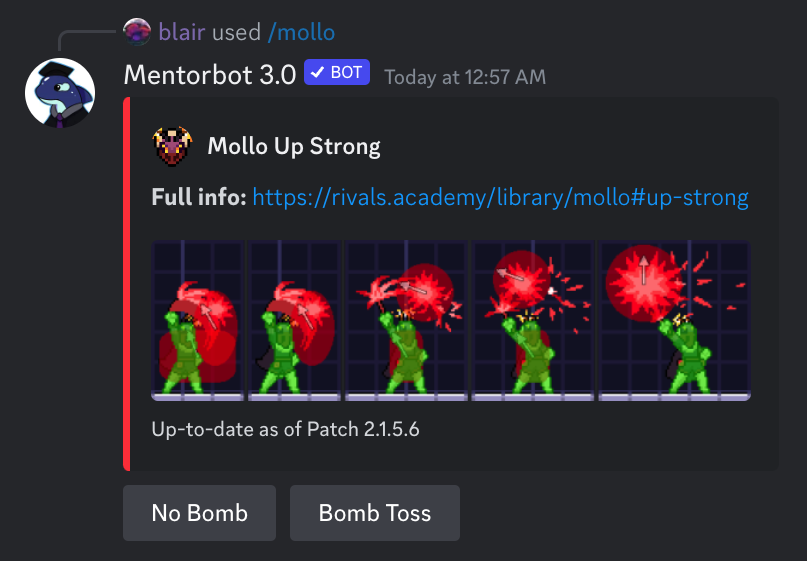 blair used /mollo
Mentorbot 3.0 ✓ BOT Today at 12:57 AM
Mollo Up Strong
Full info: https://rivals.academy/library/mollo#up-strong
Up-to-date as of Patch 2.1.5.6
No Bomb Bomb Toss